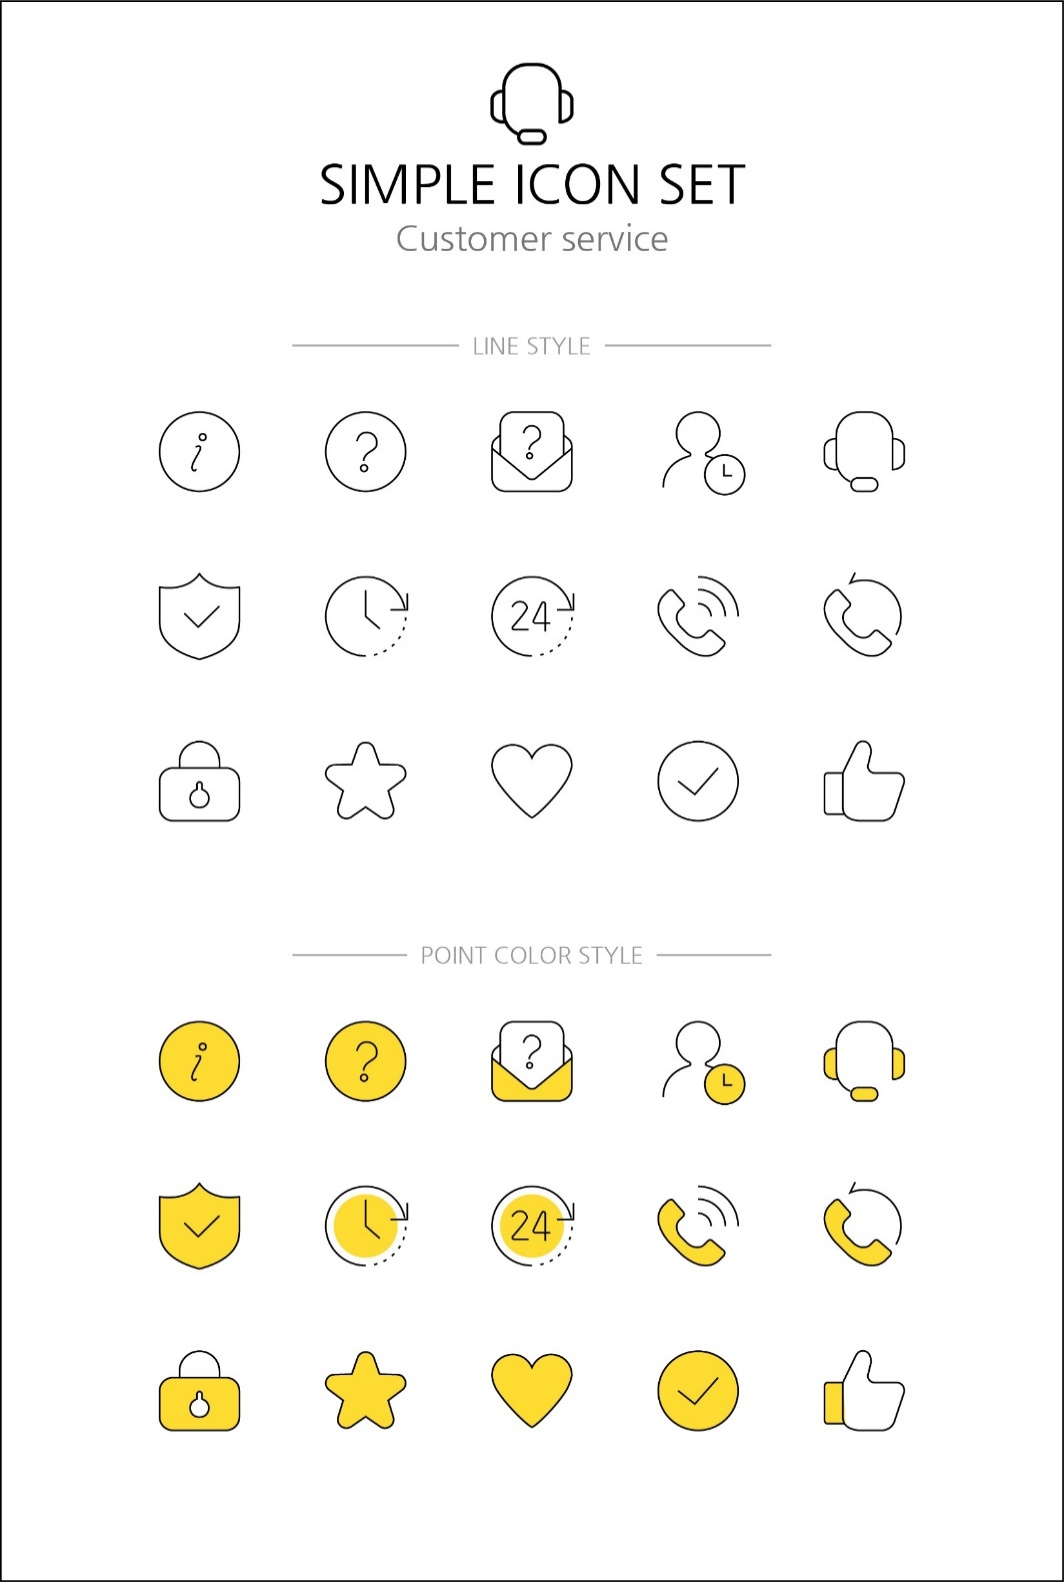 SIMPLE ICON SET
Customer service
LINE STYLE
i ? ?
24
POINT COLOR STYLE
i ? ?
24